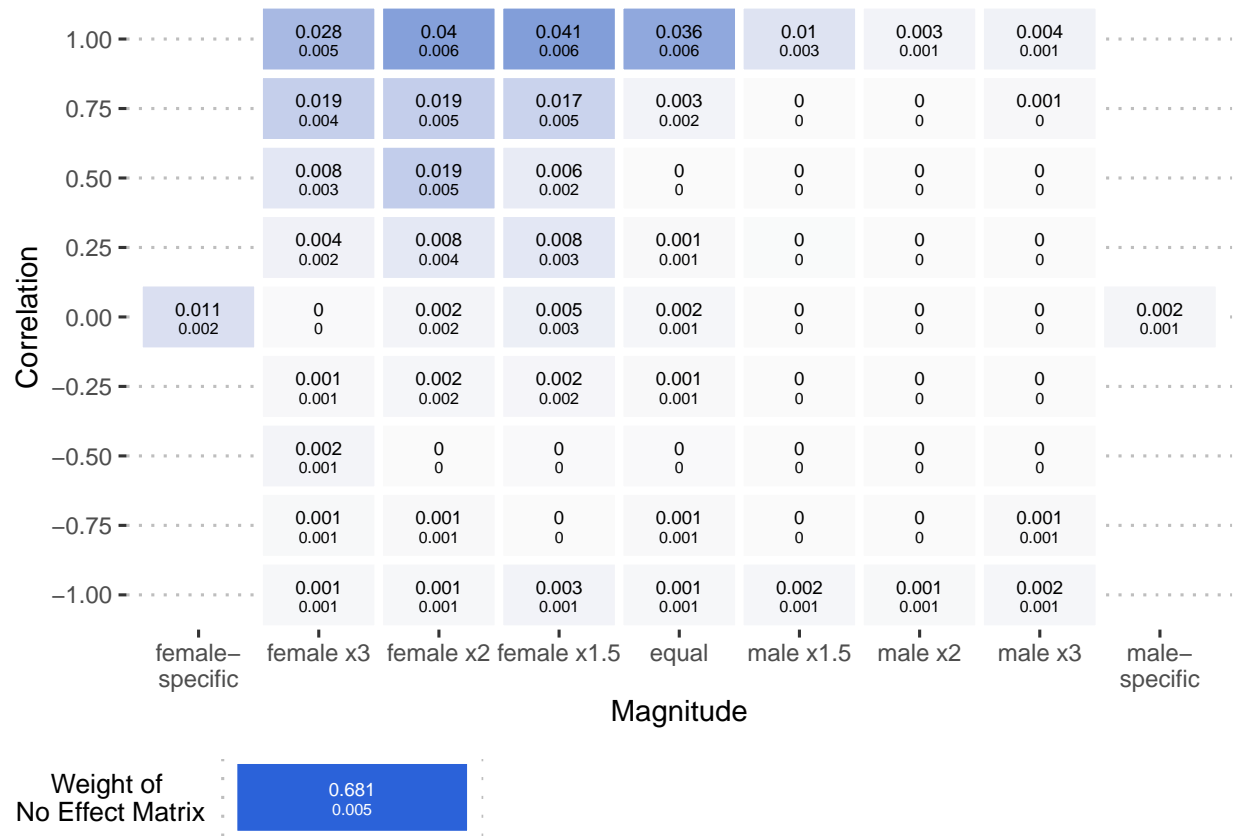 1.00 0.028 0.04 0.041 0.036 0.01 0.003 0.004
0.005 0.006 0.006 0.006 0.003 0.001 0.001
0.75 0.019 0.019 0.017 0.003 0 0 0.001
0.004 0.005 0.005 0.002 0 0 0
0.50 0.008 0.019 0.006 0 0 0 0
0.003 0.005 0.002 0 0 0 0
0.25 0.004 0.008 0.008 0.001 0 0 0
0.002 0.004 0.003 0.001 0 0 0
0.00 0.011 0 0.002 0.005 0.002 0 0 0 0.002
0.002 0 0.002 0.003 0.001 0 0 0 0.001
−0.25 0.001 0.002 0.002 0.001 0 0 0
0.001 0.002 0.002 0.001 0 0 0
−0.50 0.002 0 0 0 0 0 0
0.001 0 0 0 0 0 0
−0.75 0.001 0.001 0 0.001 0 0 0.001
0.001 0.001 0 0.001 0 0 0.001
−1.00 0.001 0.001 0.003 0.001 0.002 0.001 0.002
0.001 0.001 0.001 0.001 0.001 0.001 0.001
Correlation
female− female x3 female x2 female x1.5 equal male x1.5 male x2 male x3 male−
specific specific
Magnitude
Weight of
No Effect Matrix
0.681
0.005